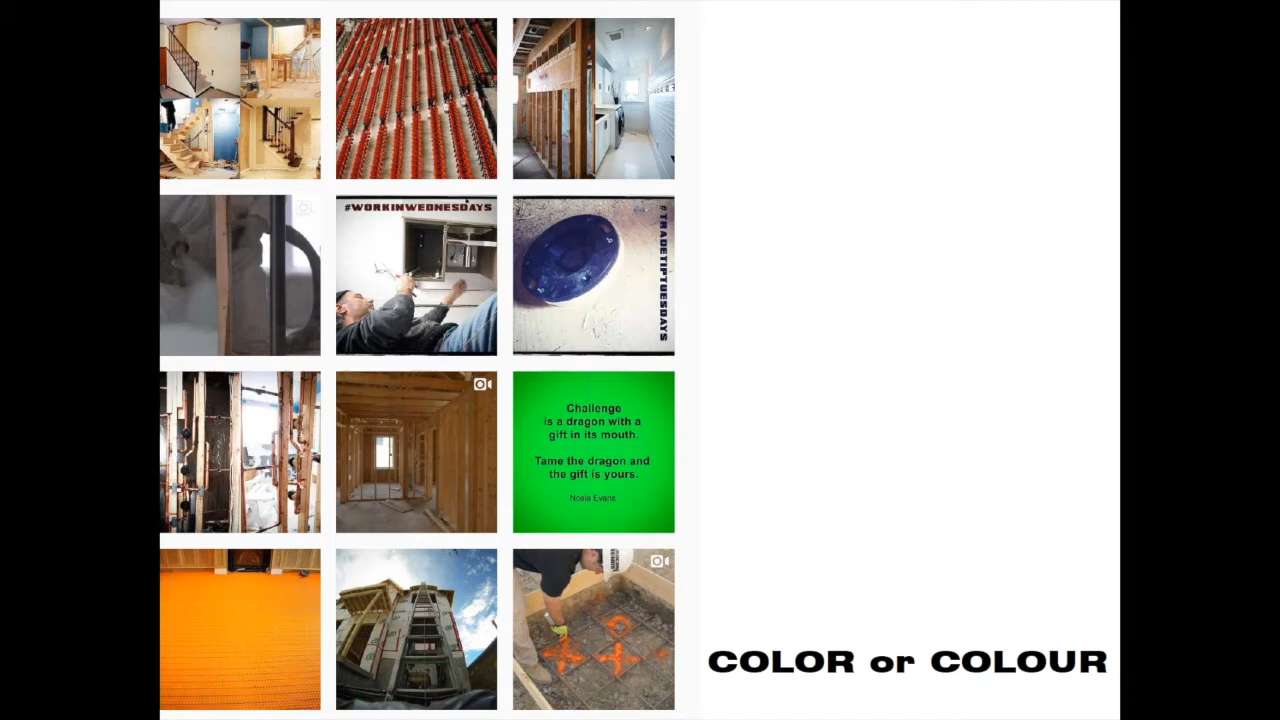 #WORKINWEDNESDAYS
#TRADETIPTUESDAYS
Challenge
is a dragon with a
gift in its mouth.
Tame the dragon and
the gift is yours.
Noela Evans
COLOR or COLOUR